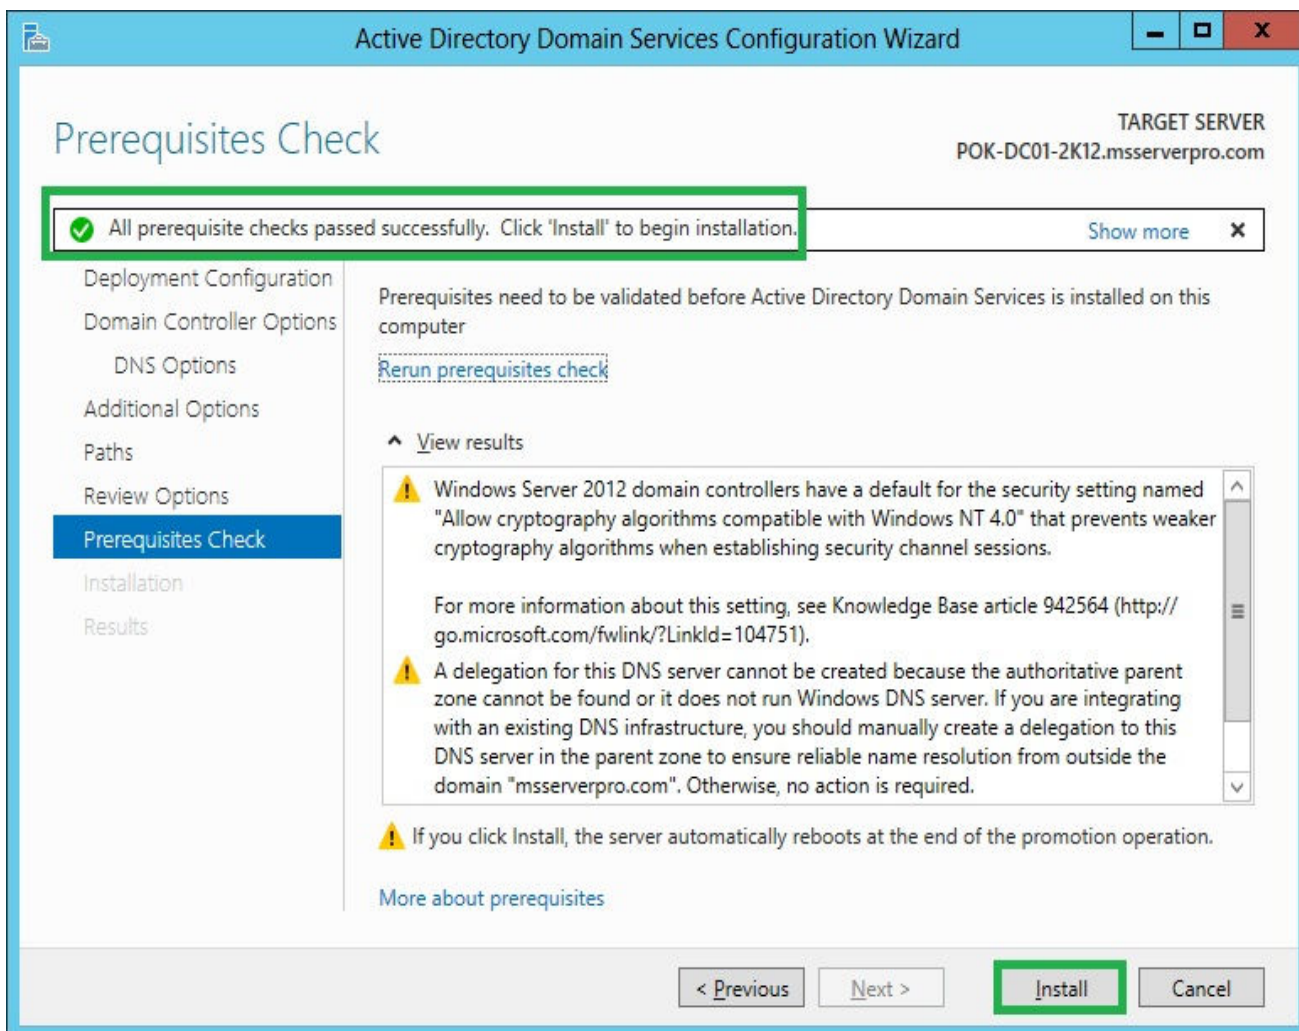 Active Directory Domain Services Configuration Wizard
Prerequisites Check
TARGET SERVER
POK-DC01-2K12.msserverpro.com
All prerequisite checks passed successfully.  Click 'Install' to begin installation.
Show more
Deployment Configuration
Domain Controller Options
DNS Options
Additional Options
Paths
Review Options
Prerequisites Check
Installation
Results
Prerequisites need to be validated before Active Directory Domain Services is installed on this
computer
Rerun prerequisites check
View results
Windows Server 2012 domain controllers have a default for the security setting named
"Allow cryptography algorithms compatible with Windows NT 4.0" that prevents weaker
cryptography algorithms when establishing security channel sessions.
For more information about this setting, see Knowledge Base article 942564 (http://
go.microsoft.com/fwlink/?LinkId=104751).
A delegation for this DNS server cannot be created because the authoritative parent
zone cannot be found or it does not run Windows DNS server. If you are integrating
with an existing DNS infrastructure, you should manually create a delegation to this
DNS server in the parent zone to ensure reliable name resolution from outside the
domain "msserverpro.com". Otherwise, no action is required.
If you click Install, the server automatically reboots at the end of the promotion operation.
More about prerequisites
< Previous
Next >
Install
Cancel